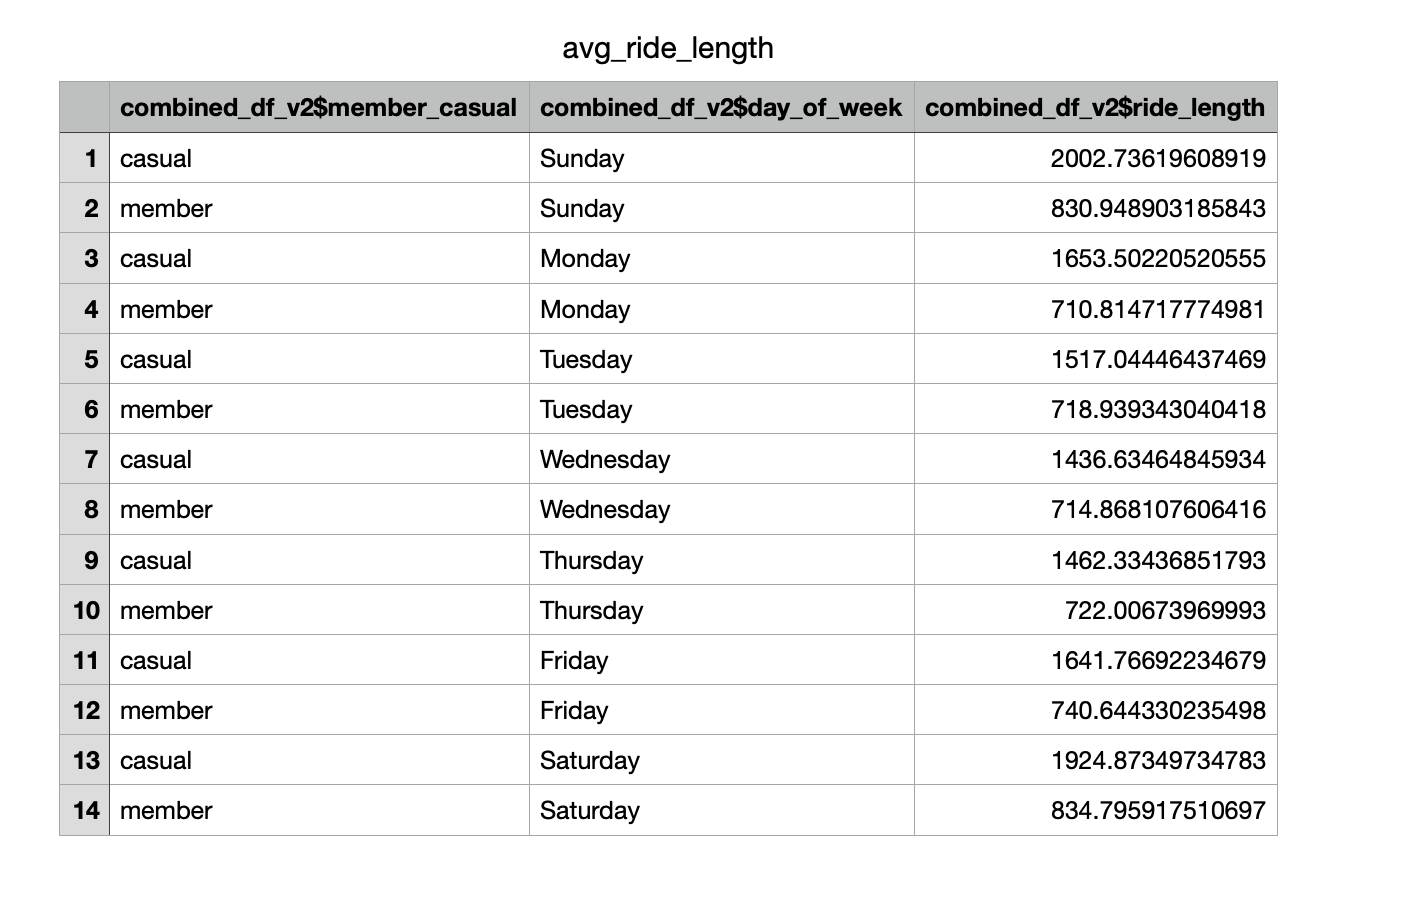 avg_ride_length
combined_df_v2$member_casual combined_df_v2$day_of_week combined_df_v2$ride_length
1 casual Sunday 2002.73619608919
2 member Sunday 830.948903185843
3 casual Monday 1653.50220520555
4 member Monday 710.814717774981
5 casual Tuesday 1517.04446437469
6 member Tuesday 718.939343040418
7 casual Wednesday 1436.63464845934
8 member Wednesday 714.868107606416
9 casual Thursday 1462.33436851793
10 member Thursday 722.00673969993
11 casual Friday 1641.76692234679
12 member Friday 740.644330235498
13 casual Saturday 1924.87349734783
14 member Saturday 834.795917510697